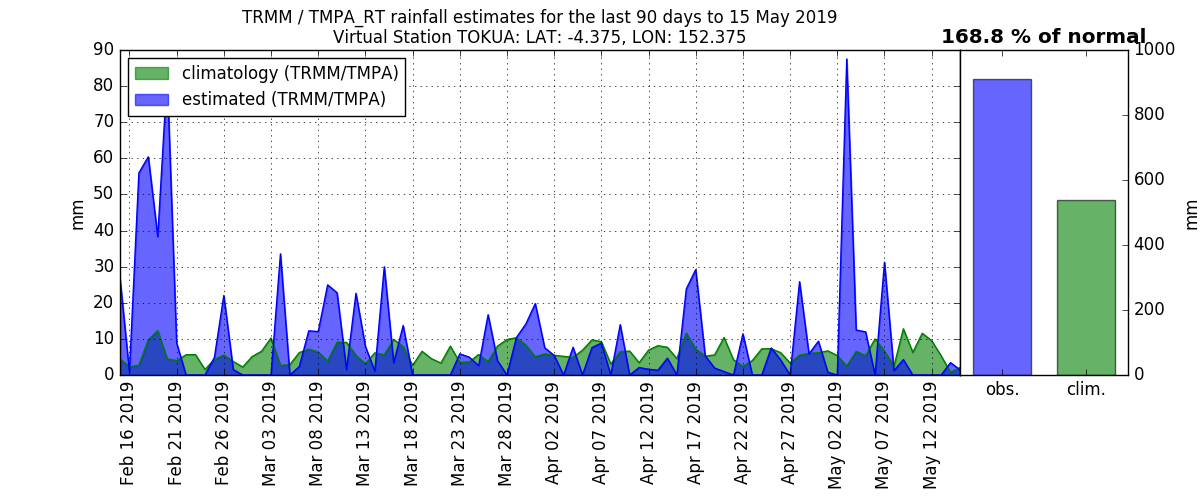 TRMM / TMPA_RT rainfall estimates for the last 90 days to 15 May 2019
Virtual Station TOKUA: LAT: -4.375, LON: 152.375
168.8 % of normal
climatology (TRMM/TMPA)
estimated (TRMM/TMPA)
mm
90
80
70
60
50
40
30
20
10
0
Feb 16 2019
Feb 21 2019
Feb 26 2019
Mar 03 2019
Mar 08 2019
Mar 13 2019
Mar 18 2019
Mar 23 2019
Mar 28 2019
Apr 02 2019
Apr 07 2019
Apr 12 2019
Apr 17 2019
Apr 22 2019
Apr 27 2019
May 02 2019
May 07 2019
May 12 2019
1000
800
600
400
200
0
mm
obs.
clim.